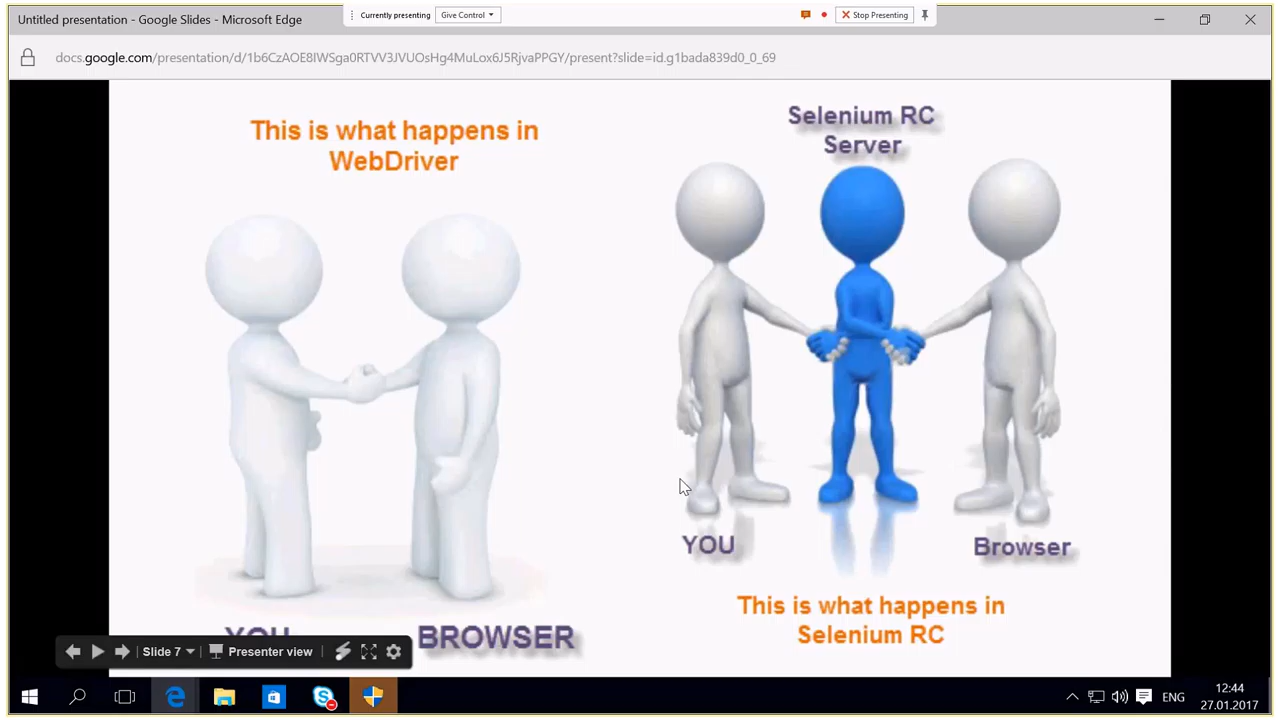 Untitled presentation - Google Slides - Microsoft Edge
Currently presenting
Give Control
Stop Presenting
docs.google.com/presentation/d/1b6CzAOE8IWSga0RTVV3JVUOsHg4MuLox6J5RjvaPPGY/present?slide=id.g1bada839d0_0_69
This is what happens in
WebDriver
Selenium RC
Server
YOU
Browser
This is what happens in
Selenium RC
YOU
BROWSER
Slide 7
Presenter view
ENG
12:44
27.01.2017